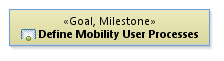 «Goal, Milestone»
Define Mobility User Processes